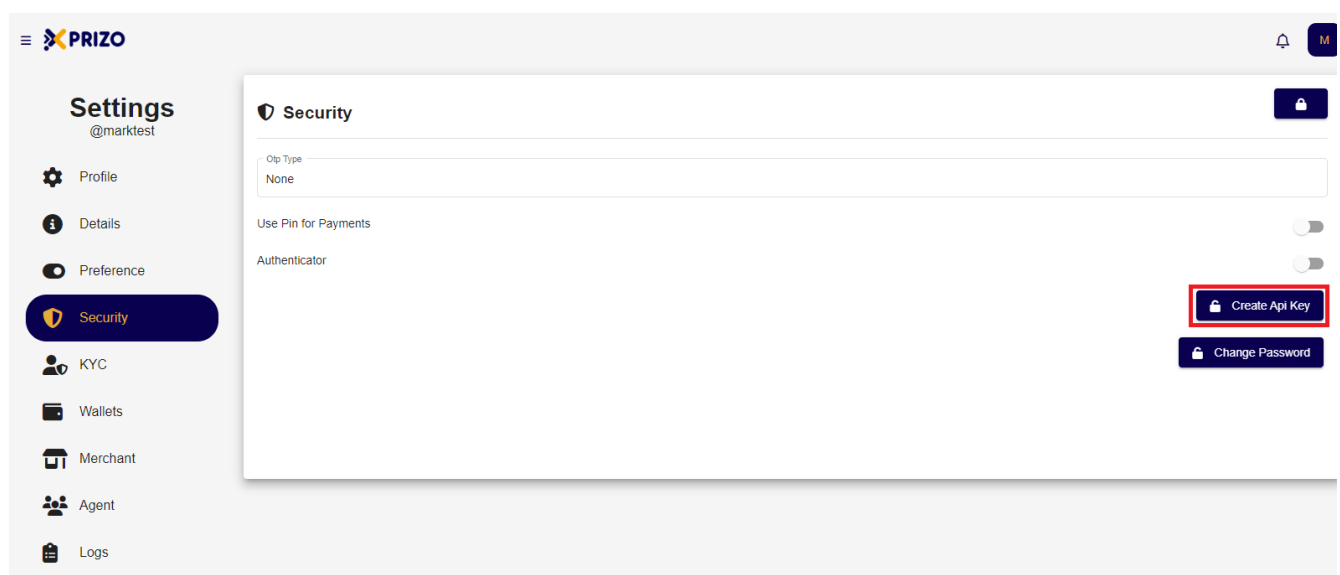 PRIZO
M
Settings
@marktest
Profile
Details
Preference
Security
KYC
Wallets
Merchant
Agent
Logs
Security
Otp Type
None
Use Pin for Payments
Authenticator
Create Api Key
Change Password